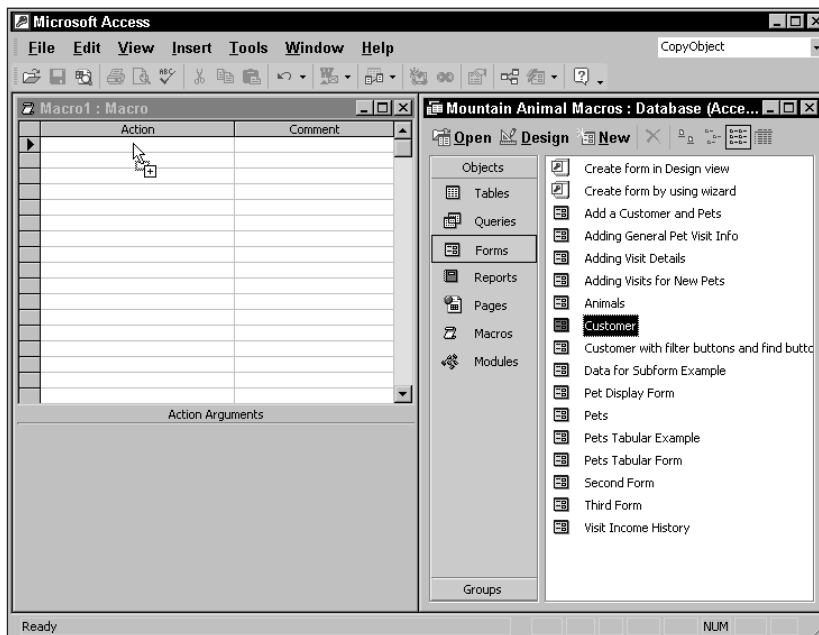 Microsoft Access
File Edit View Insert Tools Window Help
CopyObject
ABC
Macro1 : Macro
Action Comment
Action Arguments
Mountain Animal Macros : Database (Acce...
Open Design New
Objects
Tables
Queries
Forms
Reports
Pages
Macros
Modules
Groups
Create form in Design view
Create form by using wizard
Add a Customer and Pets
Adding General Pet Visit Info
Adding Visit Details
Adding Visits for New Pets
Animals
Customer
Customer with filter buttons and find butto
Data for Subform Example
Pet Display Form
Pets
Pets Tabular Example
Pets Tabular Form
Second Form
Third Form
Visit Income History
Ready NUM